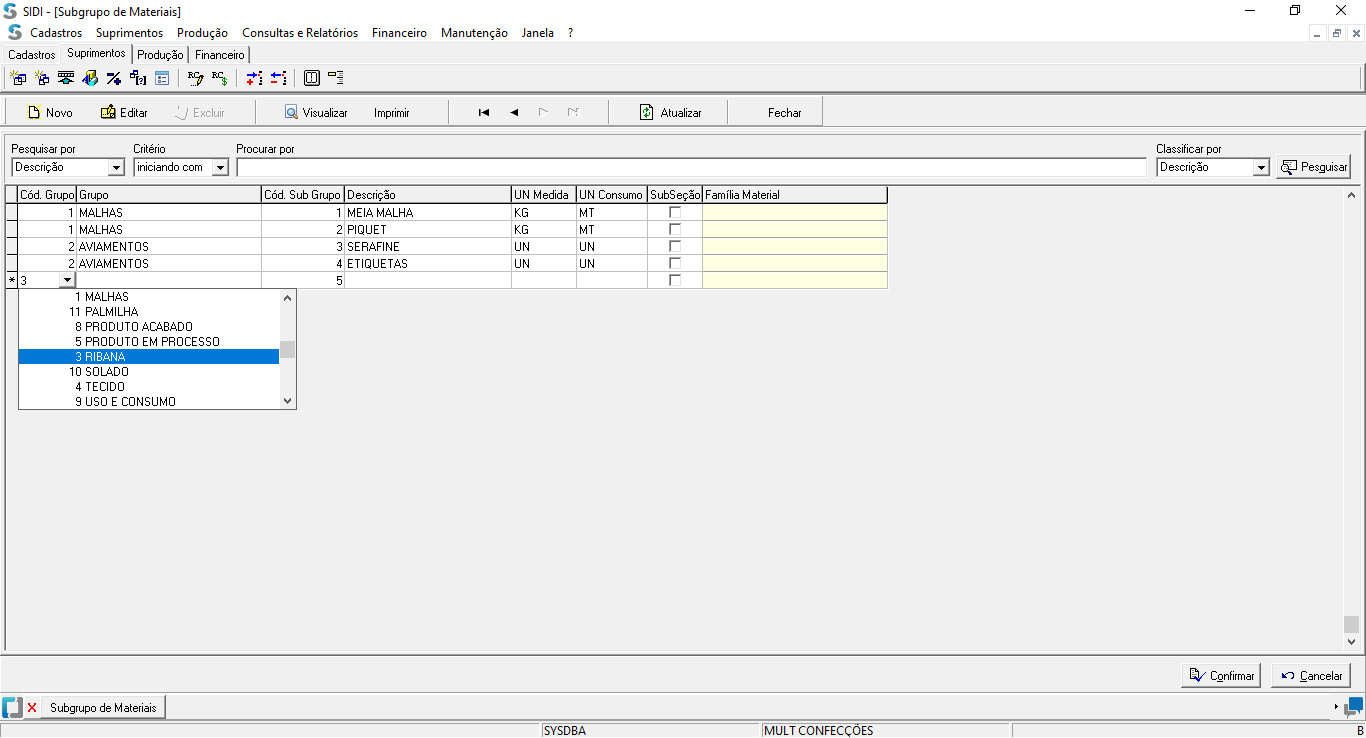 SIDI - [Subgrupo de Materiais]
Cadastros Suprimentos Produção Consultas e Relatórios Financeiro Manutenção Janela ?
Cadastros Suprimentos Produção Financeiro
Novo Editar Excluir Visualizar Imprimir Atualizar Fechar
Pesquisar por Critério Procurar por Classificar por
Descrição iniciando com Descrição Pesquisar
Cód. Grupo Grupo Cód. Sub Grupo Descrição UN Medida UN Consumo SubSeção Família Material
1 MALHAS 1 MEIA MALHA KG MT
1 MALHAS 2 PIQUET KG MT
2 AVIAMENTOS 3 SERAFINE UN UN
2 AVIAMENTOS 4 ETIQUETAS UN UN
* 3 5
1 MALHAS
11 PALMILHA
8 PRODUTO ACABADO
5 PRODUTO EM PROCESSO
3 RIBANA
10 SOLADO
4 TECIDO
9 USO E CONSUMO
Confirmar Cancelar
Subgrupo de Materiais
SYSDBA MULT CONFECÇÕES B